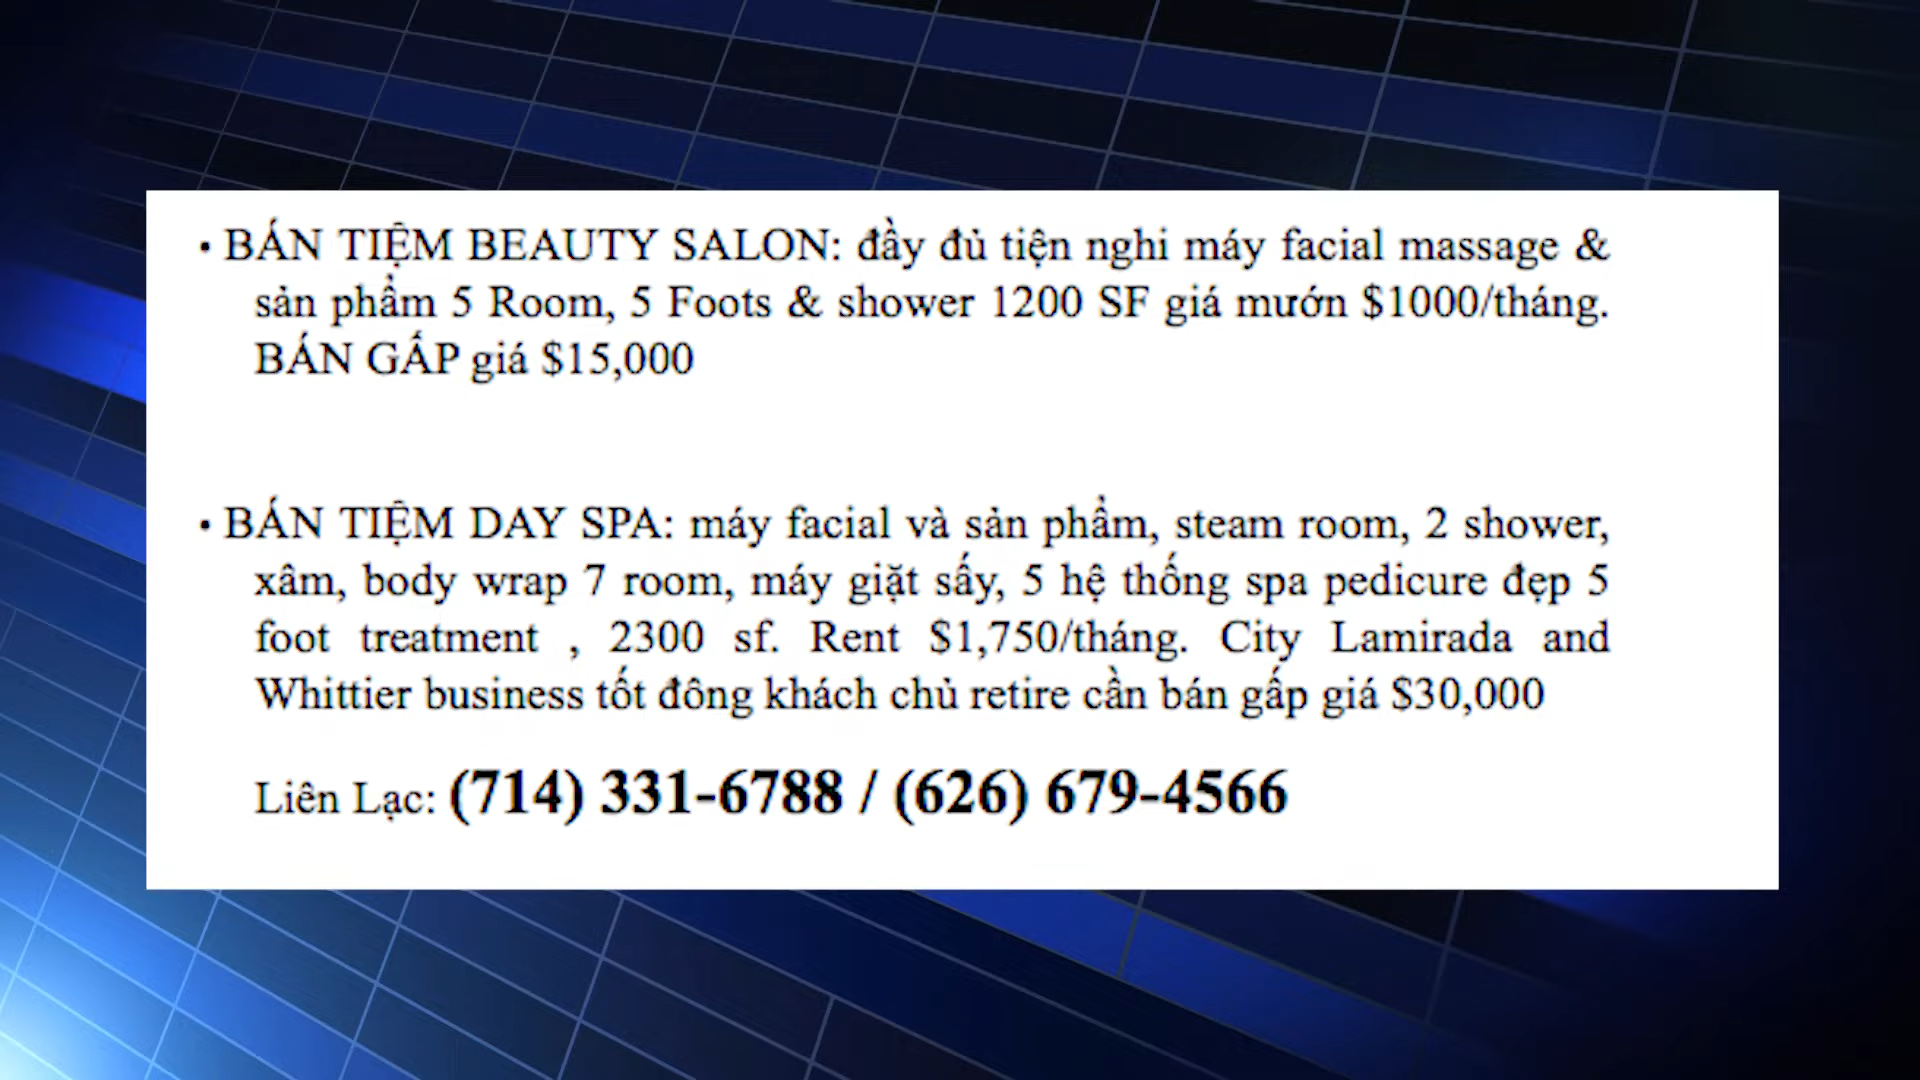 • BÁN TIỆM BEAUTY SALON: đầy đủ tiện nghi máy facial massage &
sản phẩm 5 Room, 5 Foots & shower 1200 SF giá mướn $1000/tháng.
BÁN GẤP giá $15,000
• BÁN TIỆM DAY SPA: máy facial và sản phẩm, steam room, 2 shower,
xâm, body wrap 7 room, máy giặt sấy, 5 hệ thống spa pedicure đẹp 5
foot treatment , 2300 sf. Rent $1,750/tháng. City Lamirada and
Whittier business tốt đông khách chủ retire cần bán gấp giá $30,000
Liên Lạc: (714) 331-6788 / (626) 679-4566